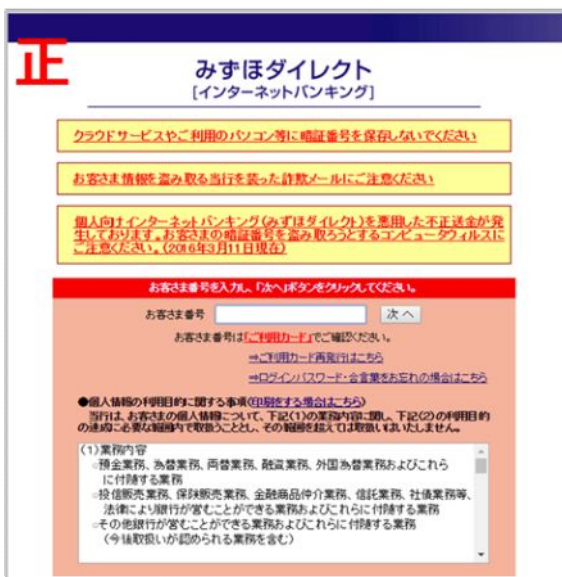 正
みずほダイレクト
[インターネットバンキング]
クラウドサービスやご利用のパソコン等に暗証番号を保存しないでください
お客さま情報を盗み取る当行を装った詐欺メールにご注意ください
個人向けインターネットバンキング(みずほダイレクト)を悪用した不正送金が発
生しております。お客さまの暗証番号を盗み取ろうとするコンピュータウィルスに
ご注意ください。(2016年3月11日現在)
お客さま番号を入力し、「次へ」ボタンをクリックしてください。
お客さま番号 次 へ
お客さま番号は「ご利用カード」でご確認ください。
⇒ご利用カード再発行はこちら
⇒ログインパスワード・合言葉をお忘れの場合はこちら
●個人情報の利用目的に関する事項(印刷をする場合はこちら)
当行は、お客さまの個人情報について、下記(1)の業務内容に関し、下記(2)の利用目的
の達成に必要な範囲内で取扱うこととし、その範囲を超えては取扱いはいたしません。
(1)業務内容
○預金業務、為替業務、両替業務、融資業務、外国為替業務およびこれら
に付随する業務
○投信販売業務、保険販売業務、金融商品仲介業務、信託業務、社債業務等、
法律により銀行が営むことができる業務およびこれらに付随する業務
○その他銀行が営むことができる業務およびこれらに付随する業務
(今後取扱いが認められる業務を含む)